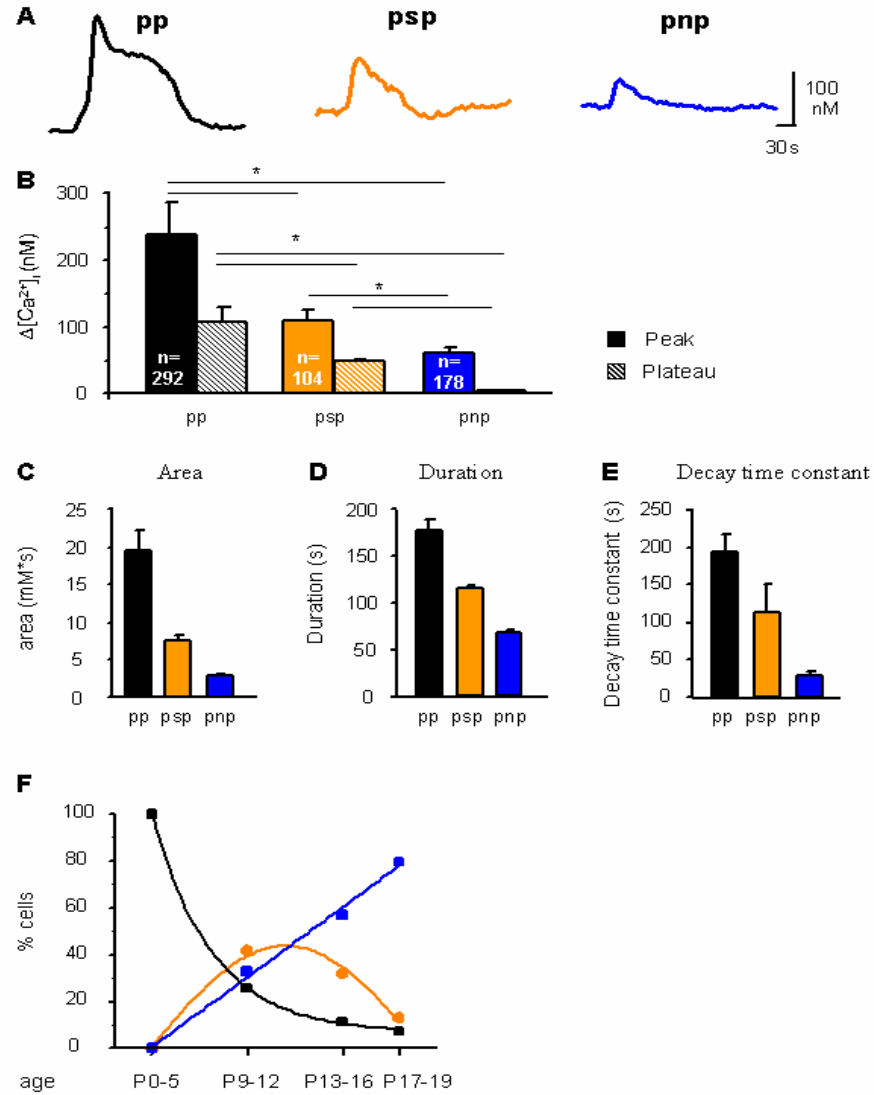 A
pp
psp
pnp
100
nM
30s
B
Δ[Ca²⁺]ᵢ (nM)
300
200
100
0
*
*
*
n=
292
n=
104
n=
178
pp
psp
pnp
Peak
Plateau
C
Area
area (mM*s)
25
20
15
10
5
0
pp
psp
pnp
D
Duration
Duration (s)
200
150
100
50
0
pp
psp
pnp
E
Decay time constant
Decay time constant (s)
250
200
150
100
50
0
pp
psp
pnp
F
% cells
100
80
60
40
20
0
age
P0-5
P9-12
P13-16
P17-19